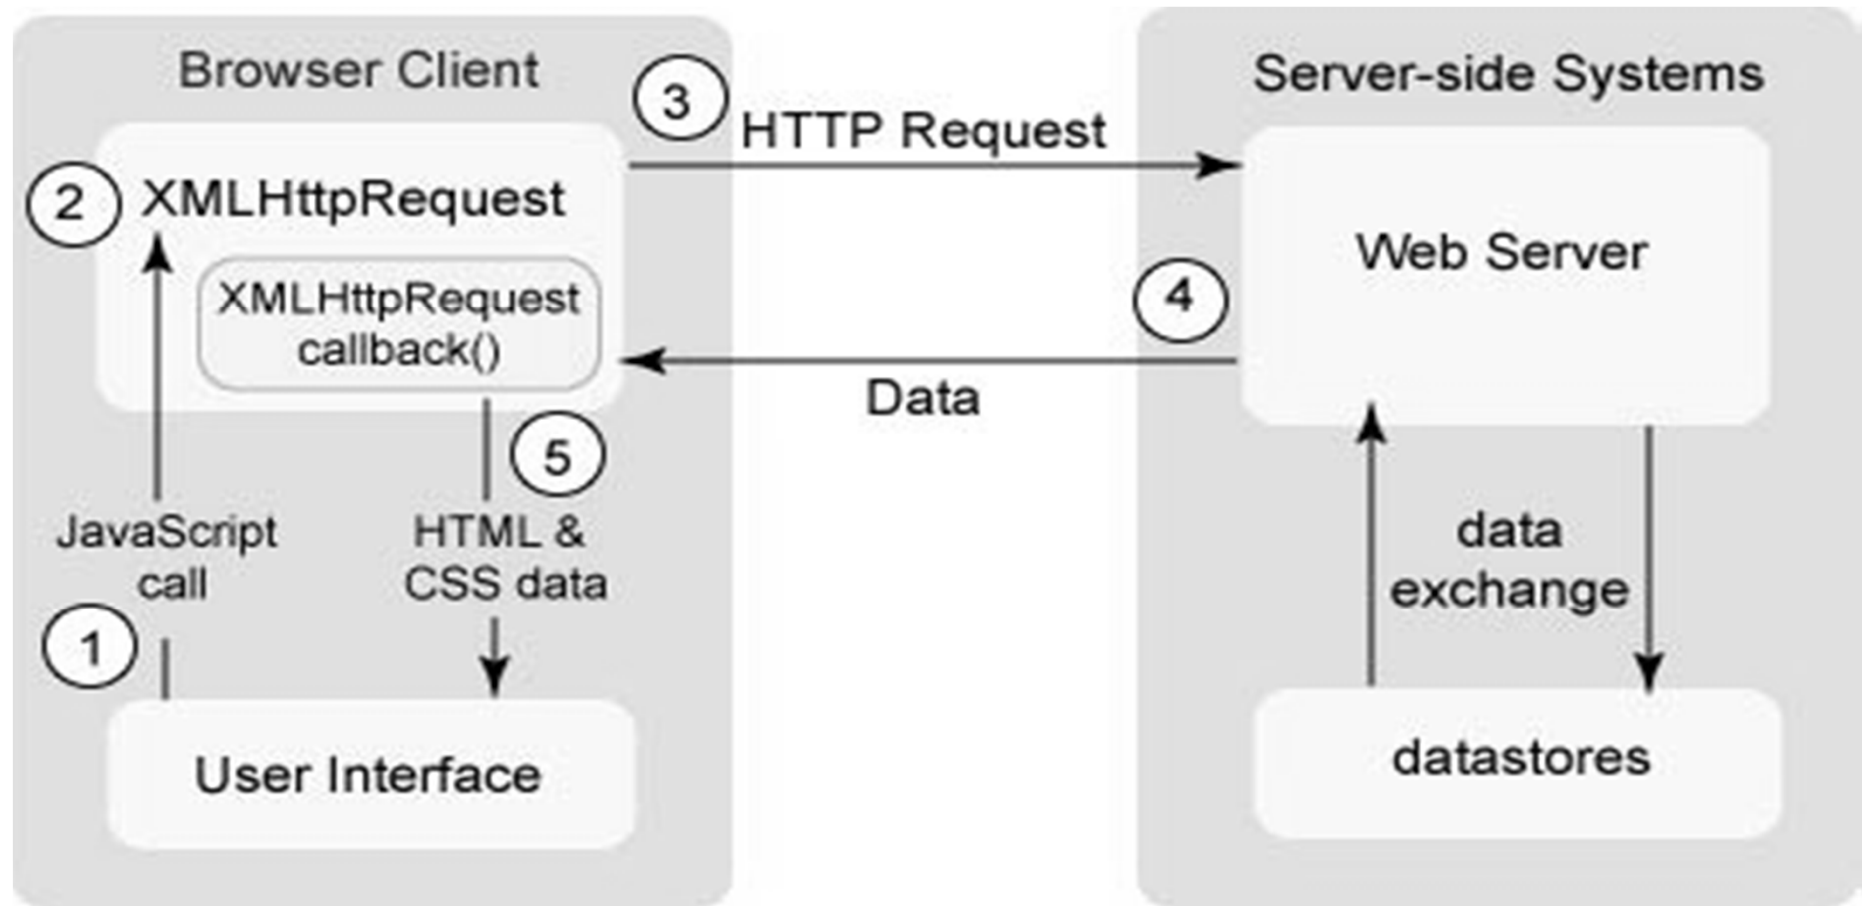 Browser Client
Server-side Systems
3
HTTP Request
2
XMLHttpRequest
XMLHttpRequest
callback()
Web Server
4
Data
5
JavaScript
call
HTML &
CSS data
data
exchange
1
User Interface
datastores